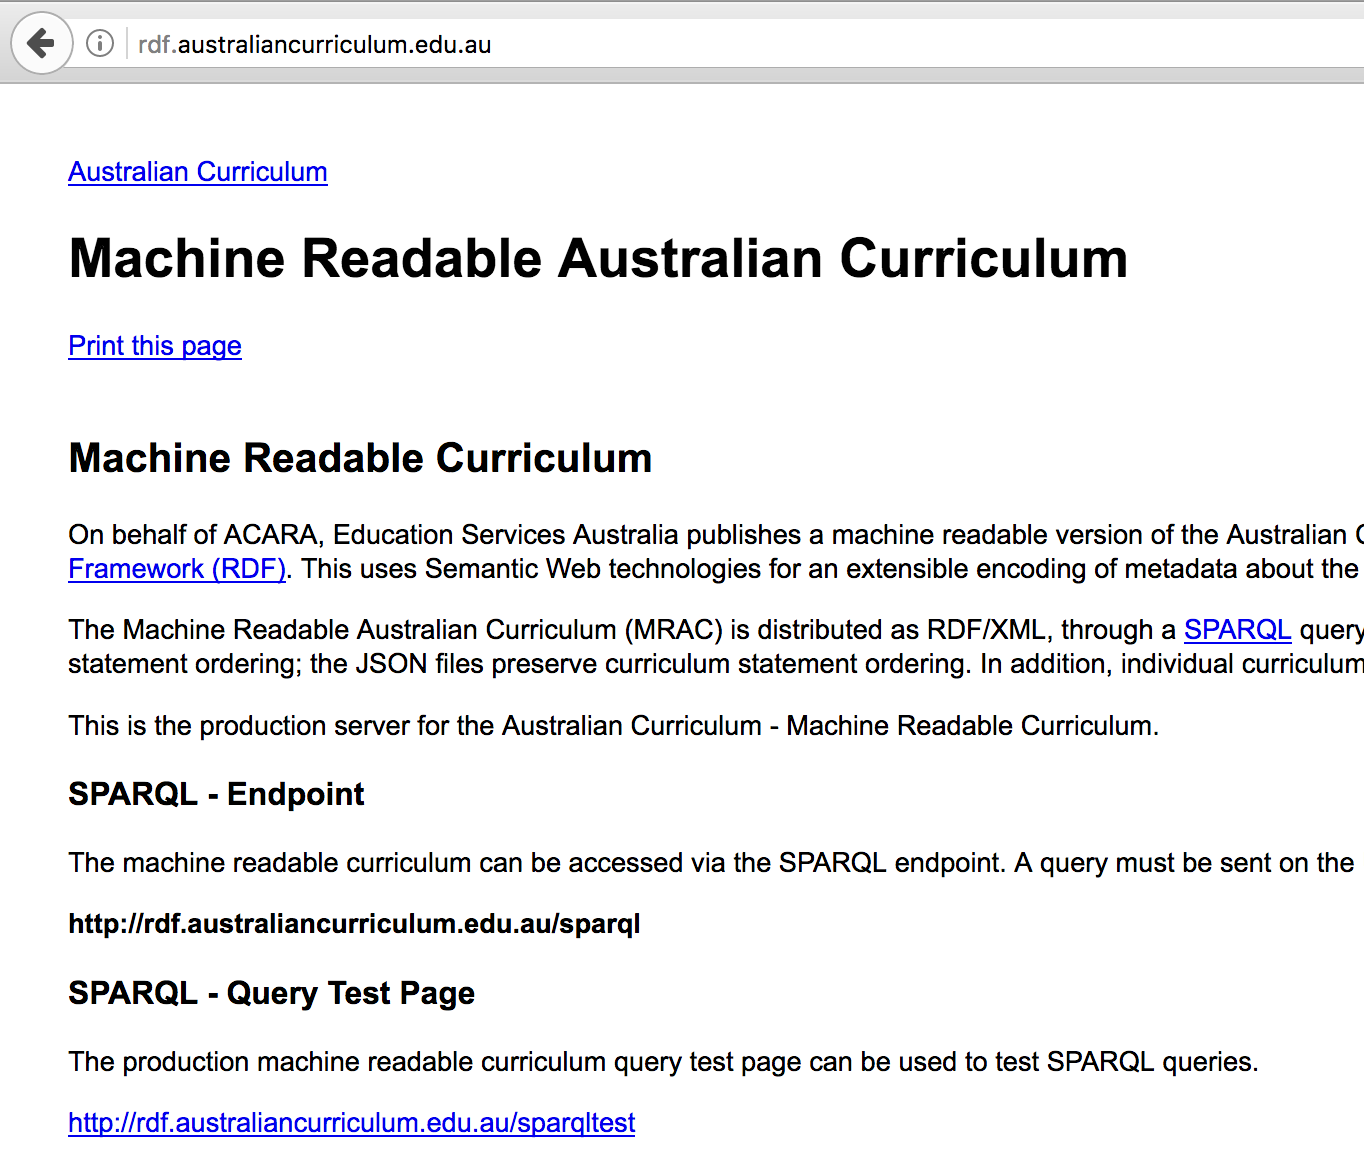 rdf.australiancurriculum.edu.au
Australian Curriculum
Machine Readable Australian Curriculum
Print this page
Machine Readable Curriculum
On behalf of ACARA, Education Services Australia publishes a machine readable version of the Australian
Framework (RDF). This uses Semantic Web technologies for an extensible encoding of metadata about the
The Machine Readable Australian Curriculum (MRAC) is distributed as RDF/XML, through a SPARQL query
statement ordering; the JSON files preserve curriculum statement ordering. In addition, individual curriculum
This is the production server for the Australian Curriculum - Machine Readable Curriculum.
SPARQL - Endpoint
The machine readable curriculum can be accessed via the SPARQL endpoint. A query must be sent on the
http://rdf.australiancurriculum.edu.au/sparql
SPARQL - Query Test Page
The production machine readable curriculum query test page can be used to test SPARQL queries.
http://rdf.australiancurriculum.edu.au/sparqltest